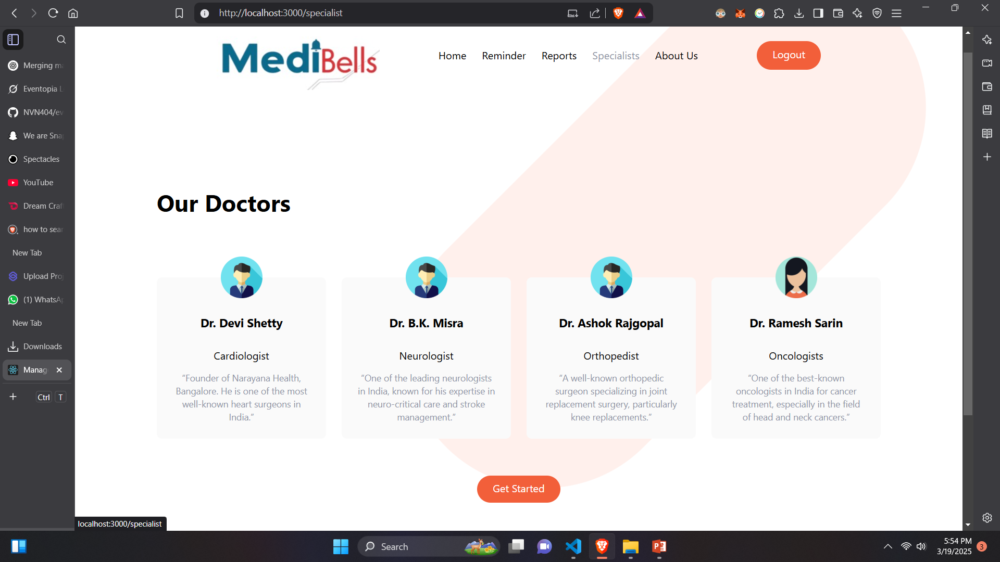 http://localhost:3000/specialist
Merging ma
Eventopia L
NVN404/ev
We are Sna
Spectacles
YouTube
Dream Craf
how to sear
New Tab
Upload Proj
(1) WhatsAp
New Tab
Downloads
Manag
Ctrl T
MediBells
Home Reminder Reports Specialists About Us Logout
Our Doctors
Dr. Devi Shetty
Cardiologist
“Founder of Narayana Health,
Bangalore. He is one of the most
well-known heart surgeons in
India.”
Dr. B.K. Misra
Neurologist
“One of the leading neurologists
in India, known for his expertise in
neuro-critical care and stroke
management.”
Dr. Ashok Rajgopal
Orthopedist
“A well-known orthopedic
surgeon specializing in joint
replacement surgery, particularly
knee replacements.”
Dr. Ramesh Sarin
Oncologists
“One of the best-known
oncologists in India for cancer
treatment, especially in the field
of head and neck cancers.”
Get Started
localhost:3000/specialist
Search
5:54 PM
3/19/2025
3